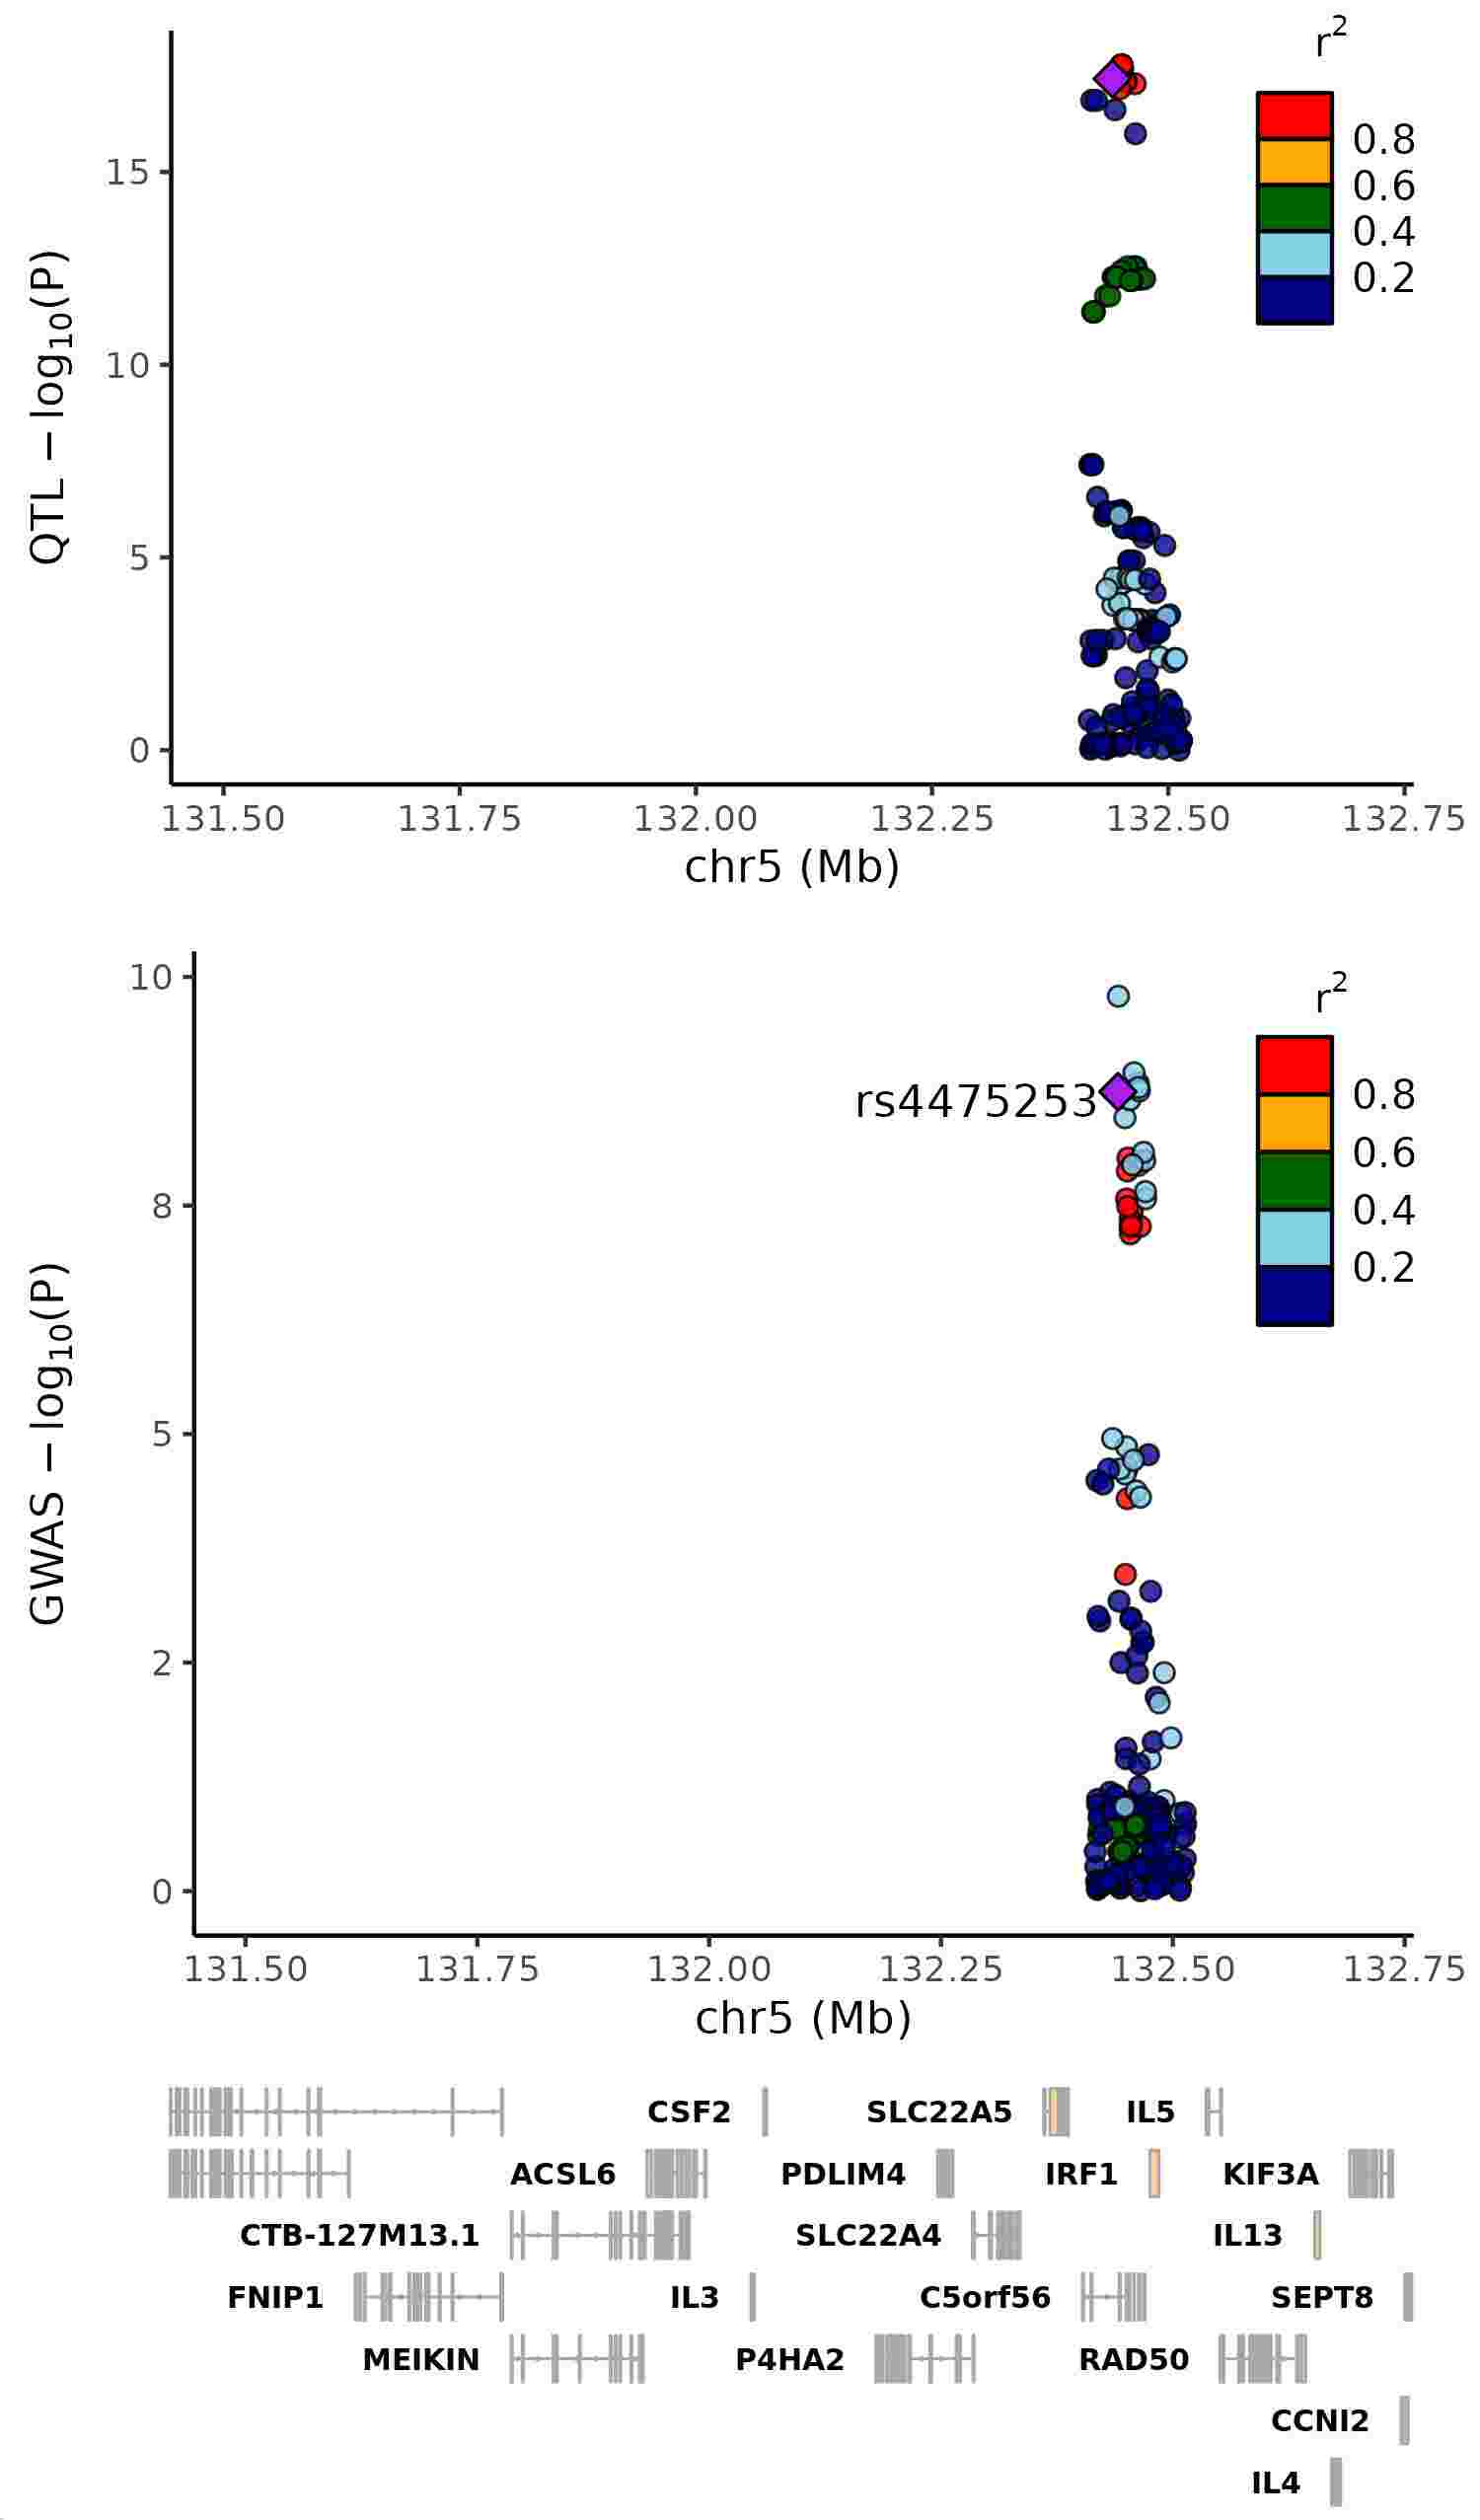 r2
0.8
0.6
0.4
0.2
QTL −log10(P)
15
10
5
0
131.50 131.75 132.00 132.25 132.50 132.75
chr5 (Mb)
r2
0.8
0.6
0.4
0.2
GWAS −log10(P)
10
8
5
2
0
rs4475253
131.50 131.75 132.00 132.25 132.50 132.75
chr5 (Mb)
CSF2 SLC22A5 IL5
ACSL6 PDLIM4 IRF1 KIF3A
CTB-127M13.1 SLC22A4 IL13
FNIP1 IL3 C5orf56 SEPT8
MEIKIN P4HA2 RAD50
CCNI2
IL4